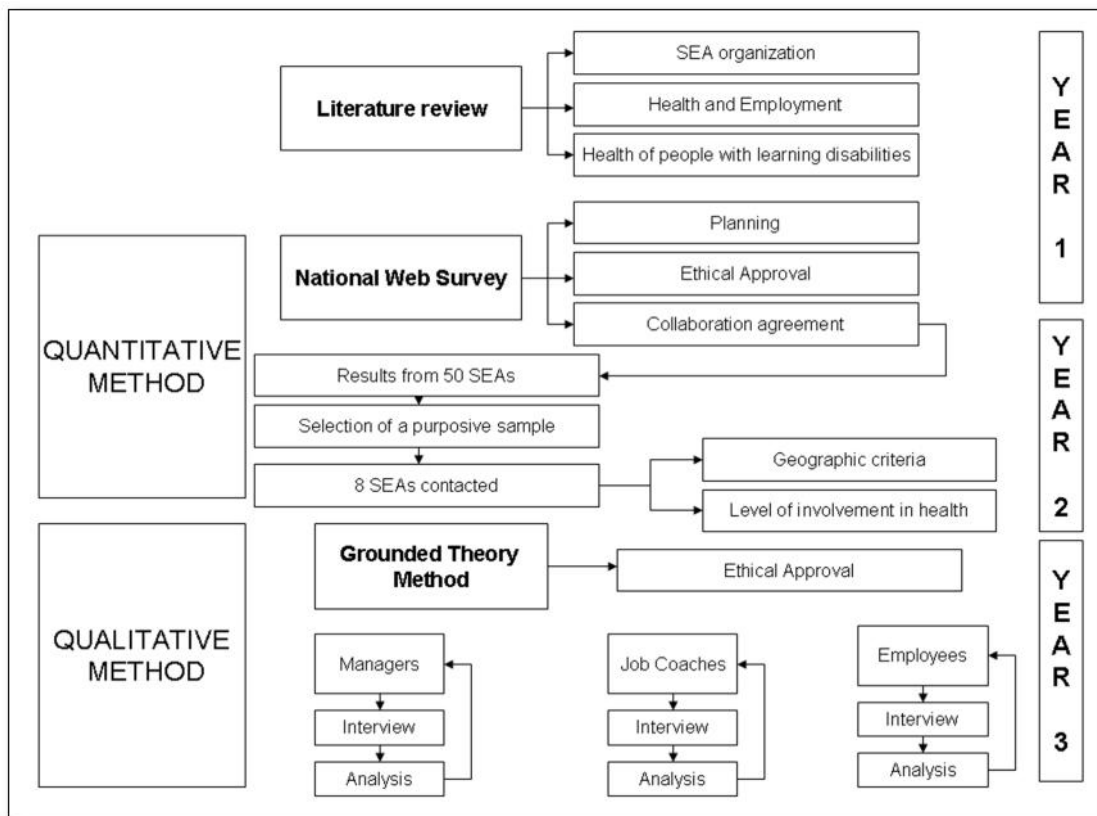 SEA organization
Literature review
Health and Employment
Health of people with learning disabilities
YEAR 1
Planning
National Web Survey
Ethical Approval
Collaboration agreement
QUANTITATIVE
METHOD
Results from 50 SEAs
Selection of a purposive sample
8 SEAs contacted
Geographic criteria
Level of involvement in health
YEAR 2
Grounded Theory
Method
Ethical Approval
QUALITATIVE
METHOD
Managers
Interview
Analysis
Job Coaches
Interview
Analysis
Employees
Interview
Analysis
YEAR 3